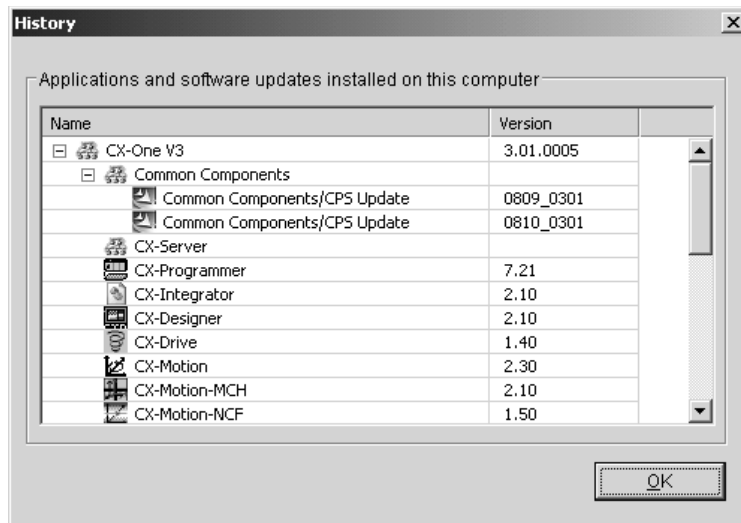 History
Applications and software updates installed on this computer
Name Version
CX-One V3 3.01.0005
Common Components
Common Components/CPS Update 0809_0301
Common Components/CPS Update 0810_0301
CX-Server
CX-Programmer 7.21
CX-Integrator 2.10
CX-Designer 2.10
CX-Drive 1.40
CX-Motion 2.30
CX-Motion-MCH 2.10
CX-Motion-NCF 1.50
OK